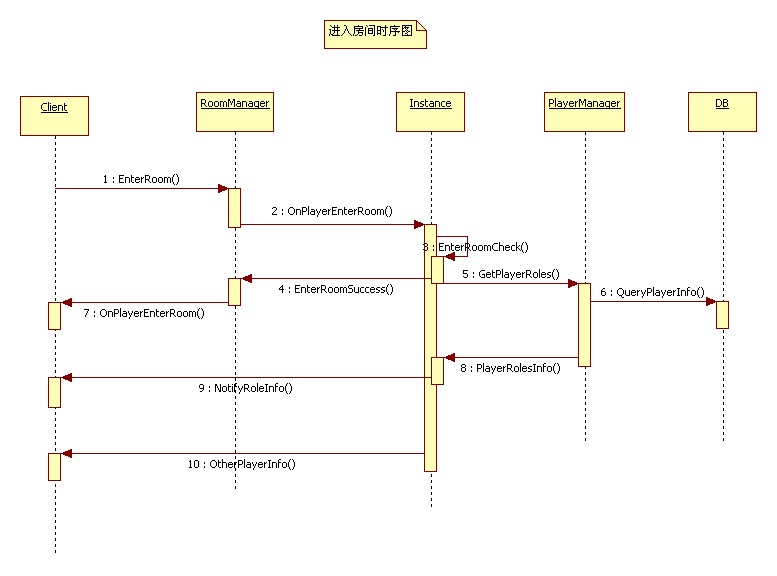 进入房间时序图
Client
RoomManager
Instance
PlayerManager
DB
1 : EnterRoom()
2 : OnPlayerEnterRoom()
3 : EnterRoomCheck()
4 : EnterRoomSuccess()
5 : GetPlayerRoles()
6 : QueryPlayerInfo()
7 : OnPlayerEnterRoom()
8 : PlayerRolesInfo()
9 : NotifyRoleInfo()
10 : OtherPlayerInfo()